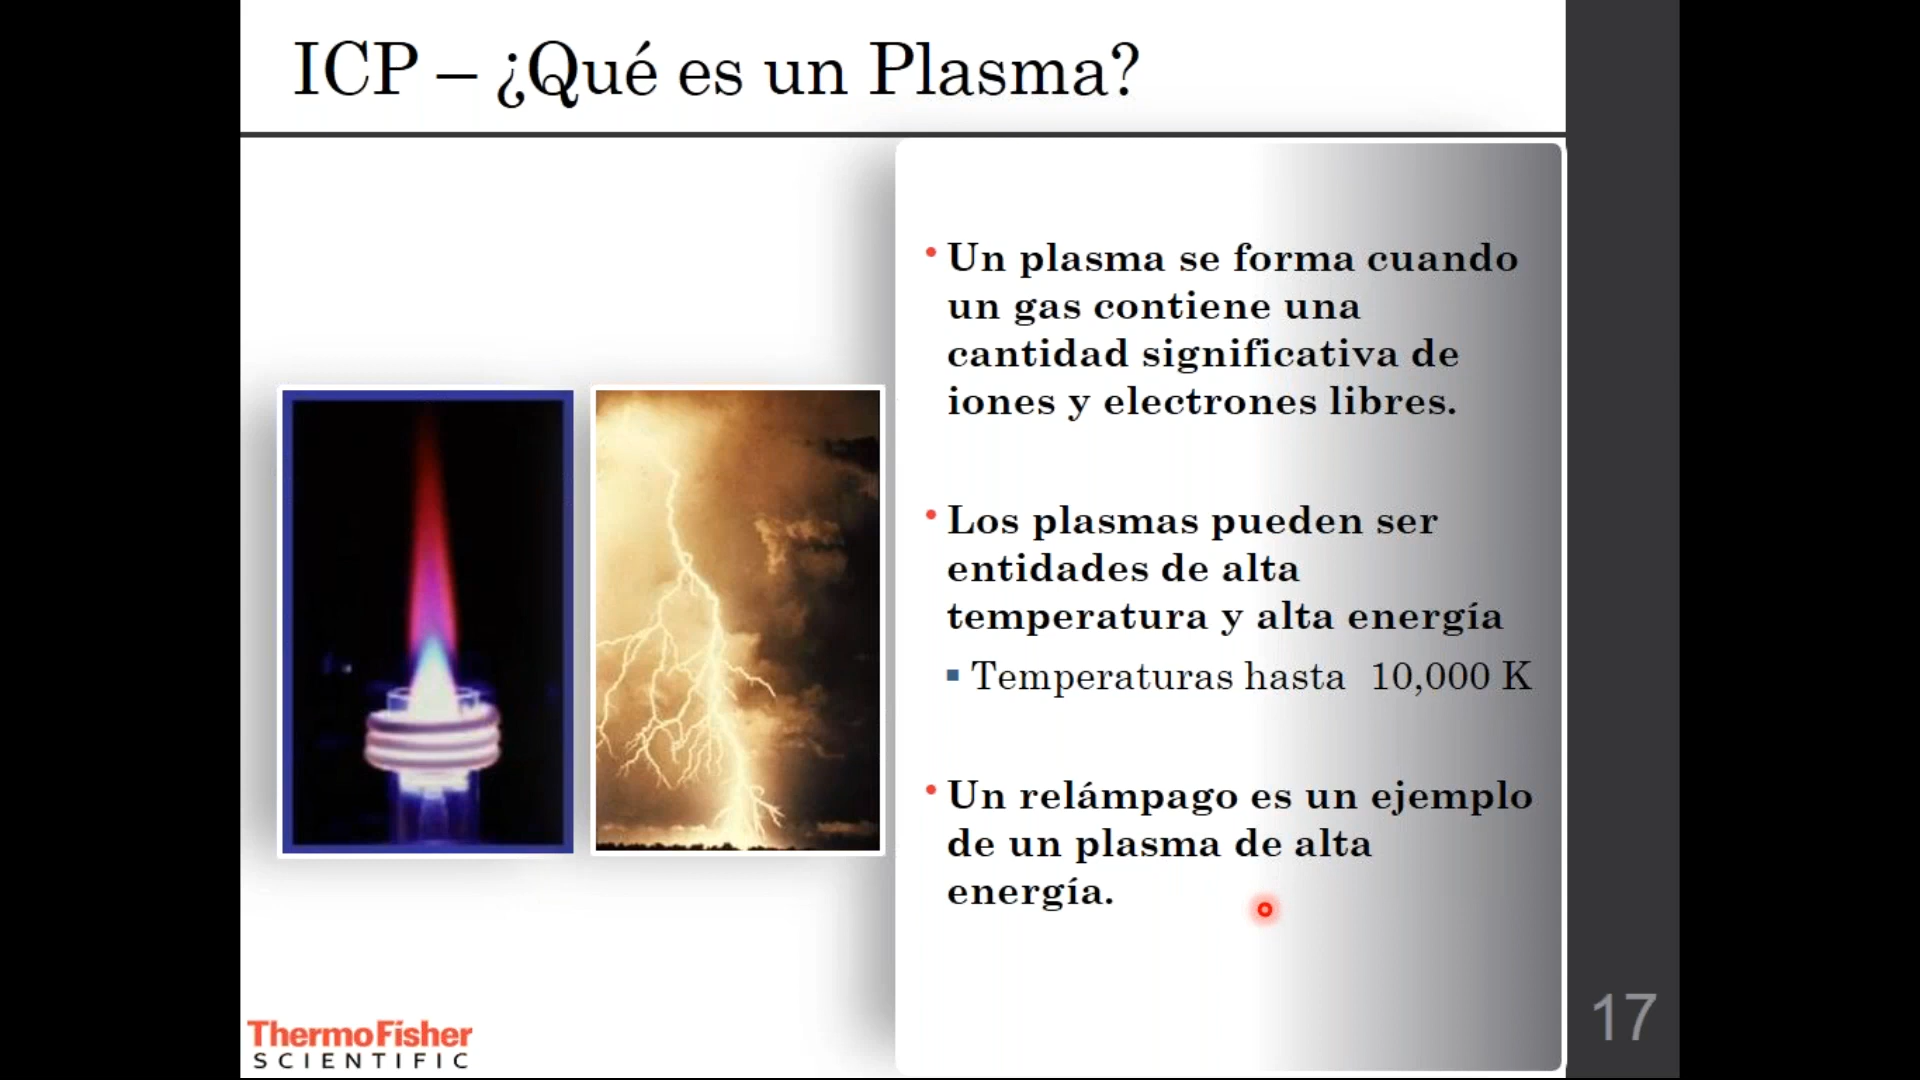 ICP – ¿Qué es un Plasma?
• Un plasma se forma cuando
un gas contiene una
cantidad significativa de
iones y electrones libres.
• Los plasmas pueden ser
entidades de alta
temperatura y alta energía
▪ Temperaturas hasta 10,000 K
• Un relámpago es un ejemplo
de un plasma de alta
energía.
ThermoFisher
SCIENTIFIC
17